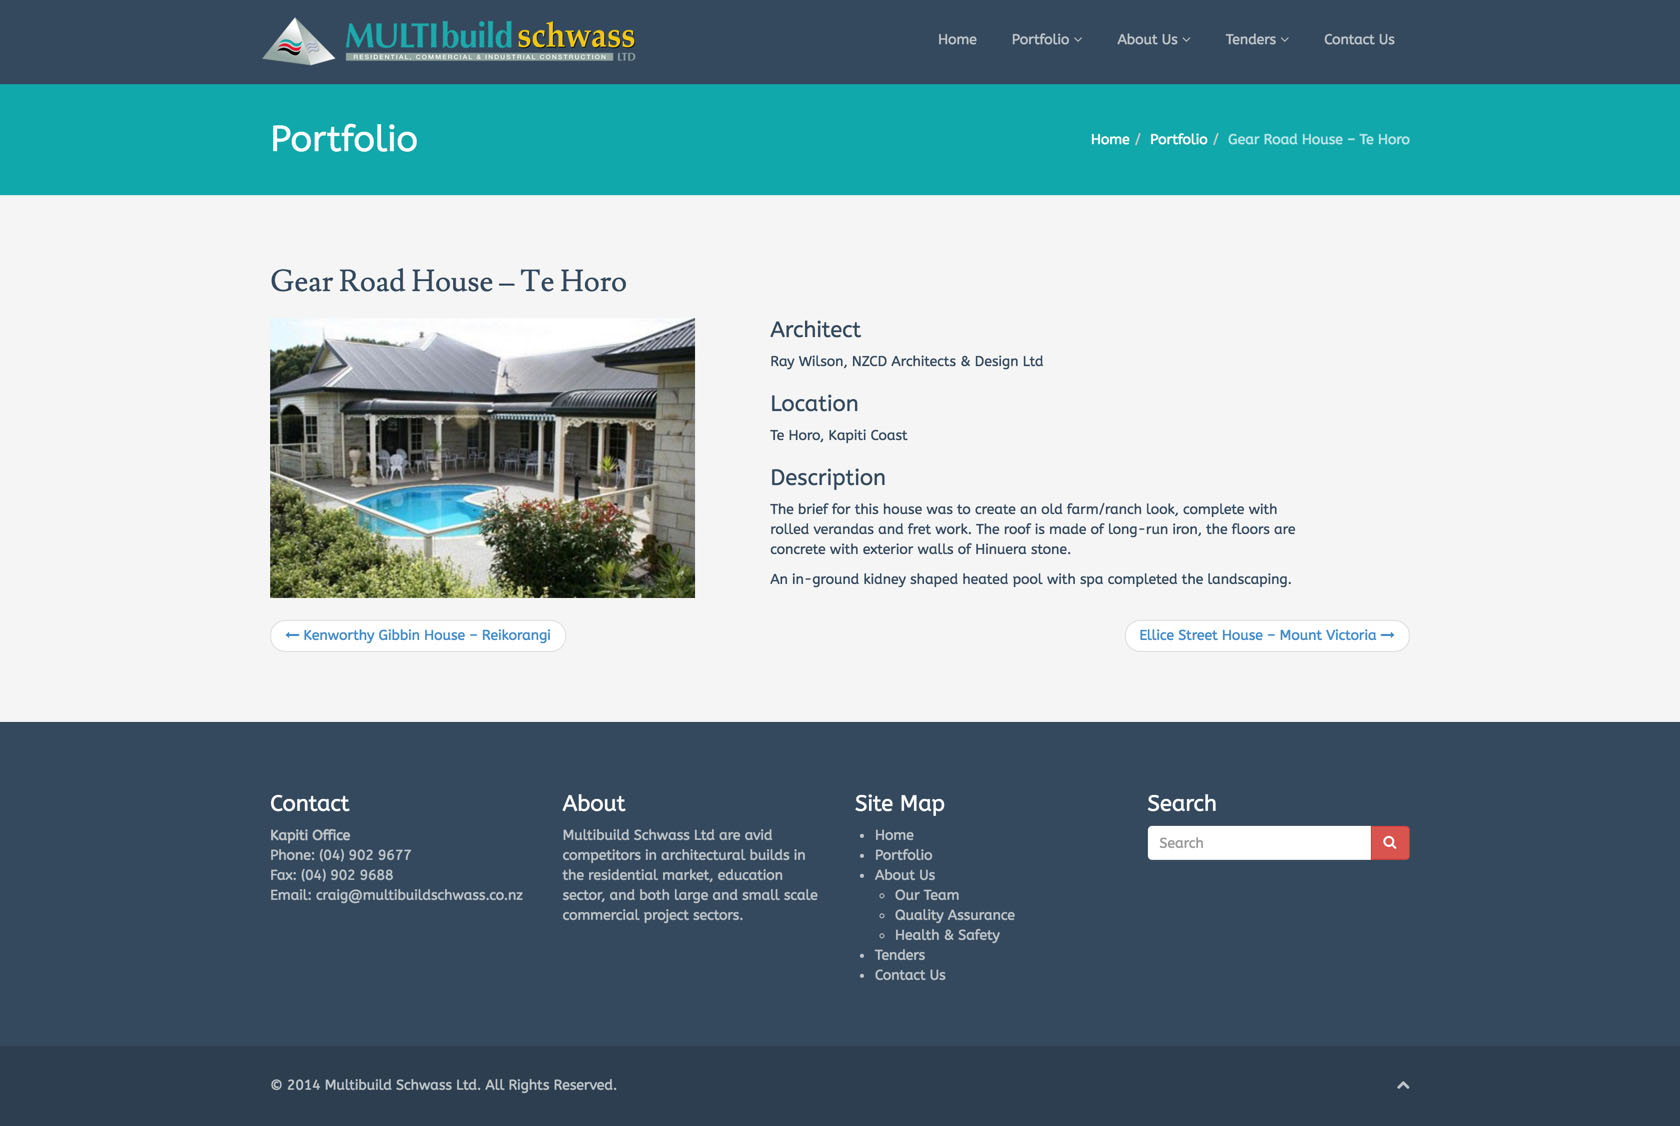 MULTIbuild schwass
RESIDENTIAL, COMMERCIAL & INDUSTRIAL CONSTRUCTION LTD
Home Portfolio About Us Tenders Contact Us
Portfolio
Home / Portfolio / Gear Road House – Te Horo
Gear Road House – Te Horo
Architect
Ray Wilson, NZCD Architects & Design Ltd
Location
Te Horo, Kapiti Coast
Description
The brief for this house was to create an old farm/ranch look, complete with
rolled verandas and fret work. The roof is made of long-run iron, the floors are
concrete with exterior walls of Hinuera stone.
An in-ground kidney shaped heated pool with spa completed the landscaping.
← Kenworthy Gibbin House – Reikorangi
Ellice Street House – Mount Victoria →
Contact
Kapiti Office
Phone: (04) 902 9677
Fax: (04) 902 9688
Email: craig@multibuildschwass.co.nz
About
Multibuild Schwass Ltd are avid
competitors in architectural builds in
the residential market, education
sector, and both large and small scale
commercial project sectors.
Site Map
• Home
• Portfolio
• About Us
◦ Our Team
◦ Quality Assurance
◦ Health & Safety
• Tenders
• Contact Us
Search
Search
© 2014 Multibuild Schwass Ltd. All Rights Reserved.